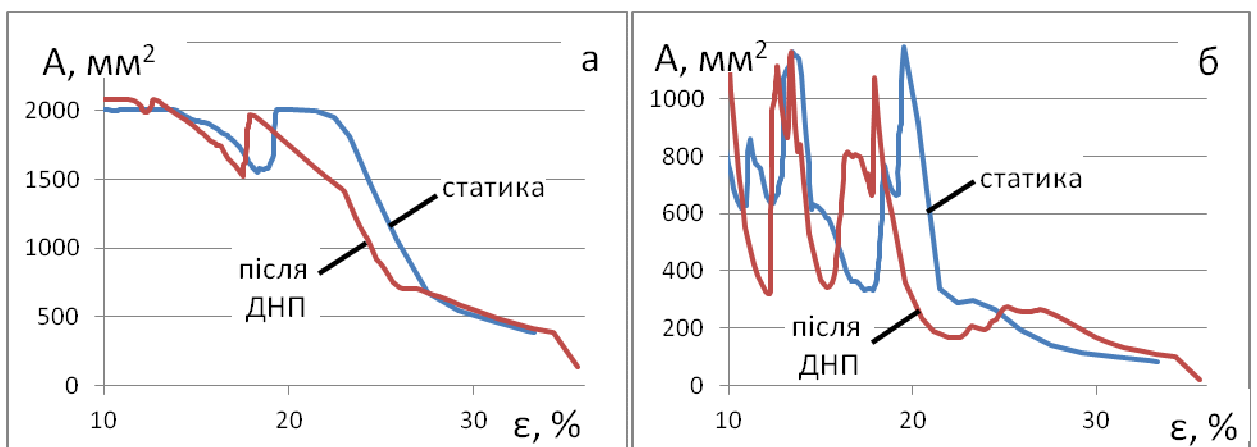 А, мм²
а
2000
1500
1000
500
0
10
20
30
ε, %
статика
після
ДНП
А, мм²
б
1000
800
600
400
200
0
10
20
30
ε, %
статика
після
ДНП